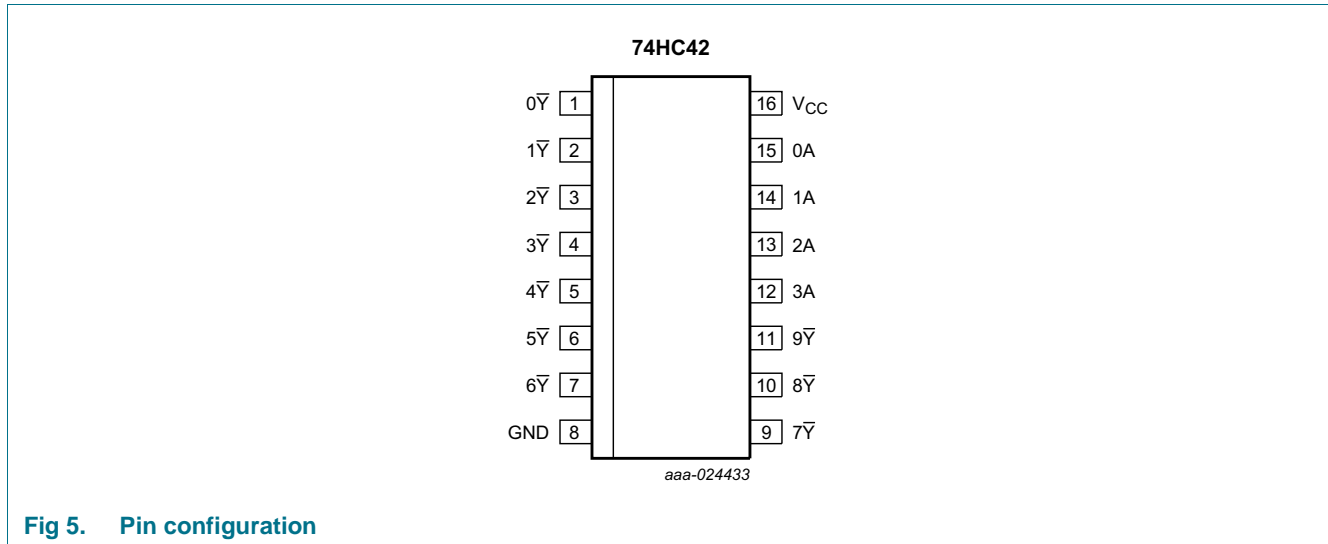 74HC42
0Y̅ 1 16 VCC
1Y̅ 2 15 0A
2Y̅ 3 14 1A
3Y̅ 4 13 2A
4Y̅ 5 12 3A
5Y̅ 6 11 9Y̅
6Y̅ 7 10 8Y̅
GND 8 9 7Y̅
aaa-024433
Fig 5. Pin configuration